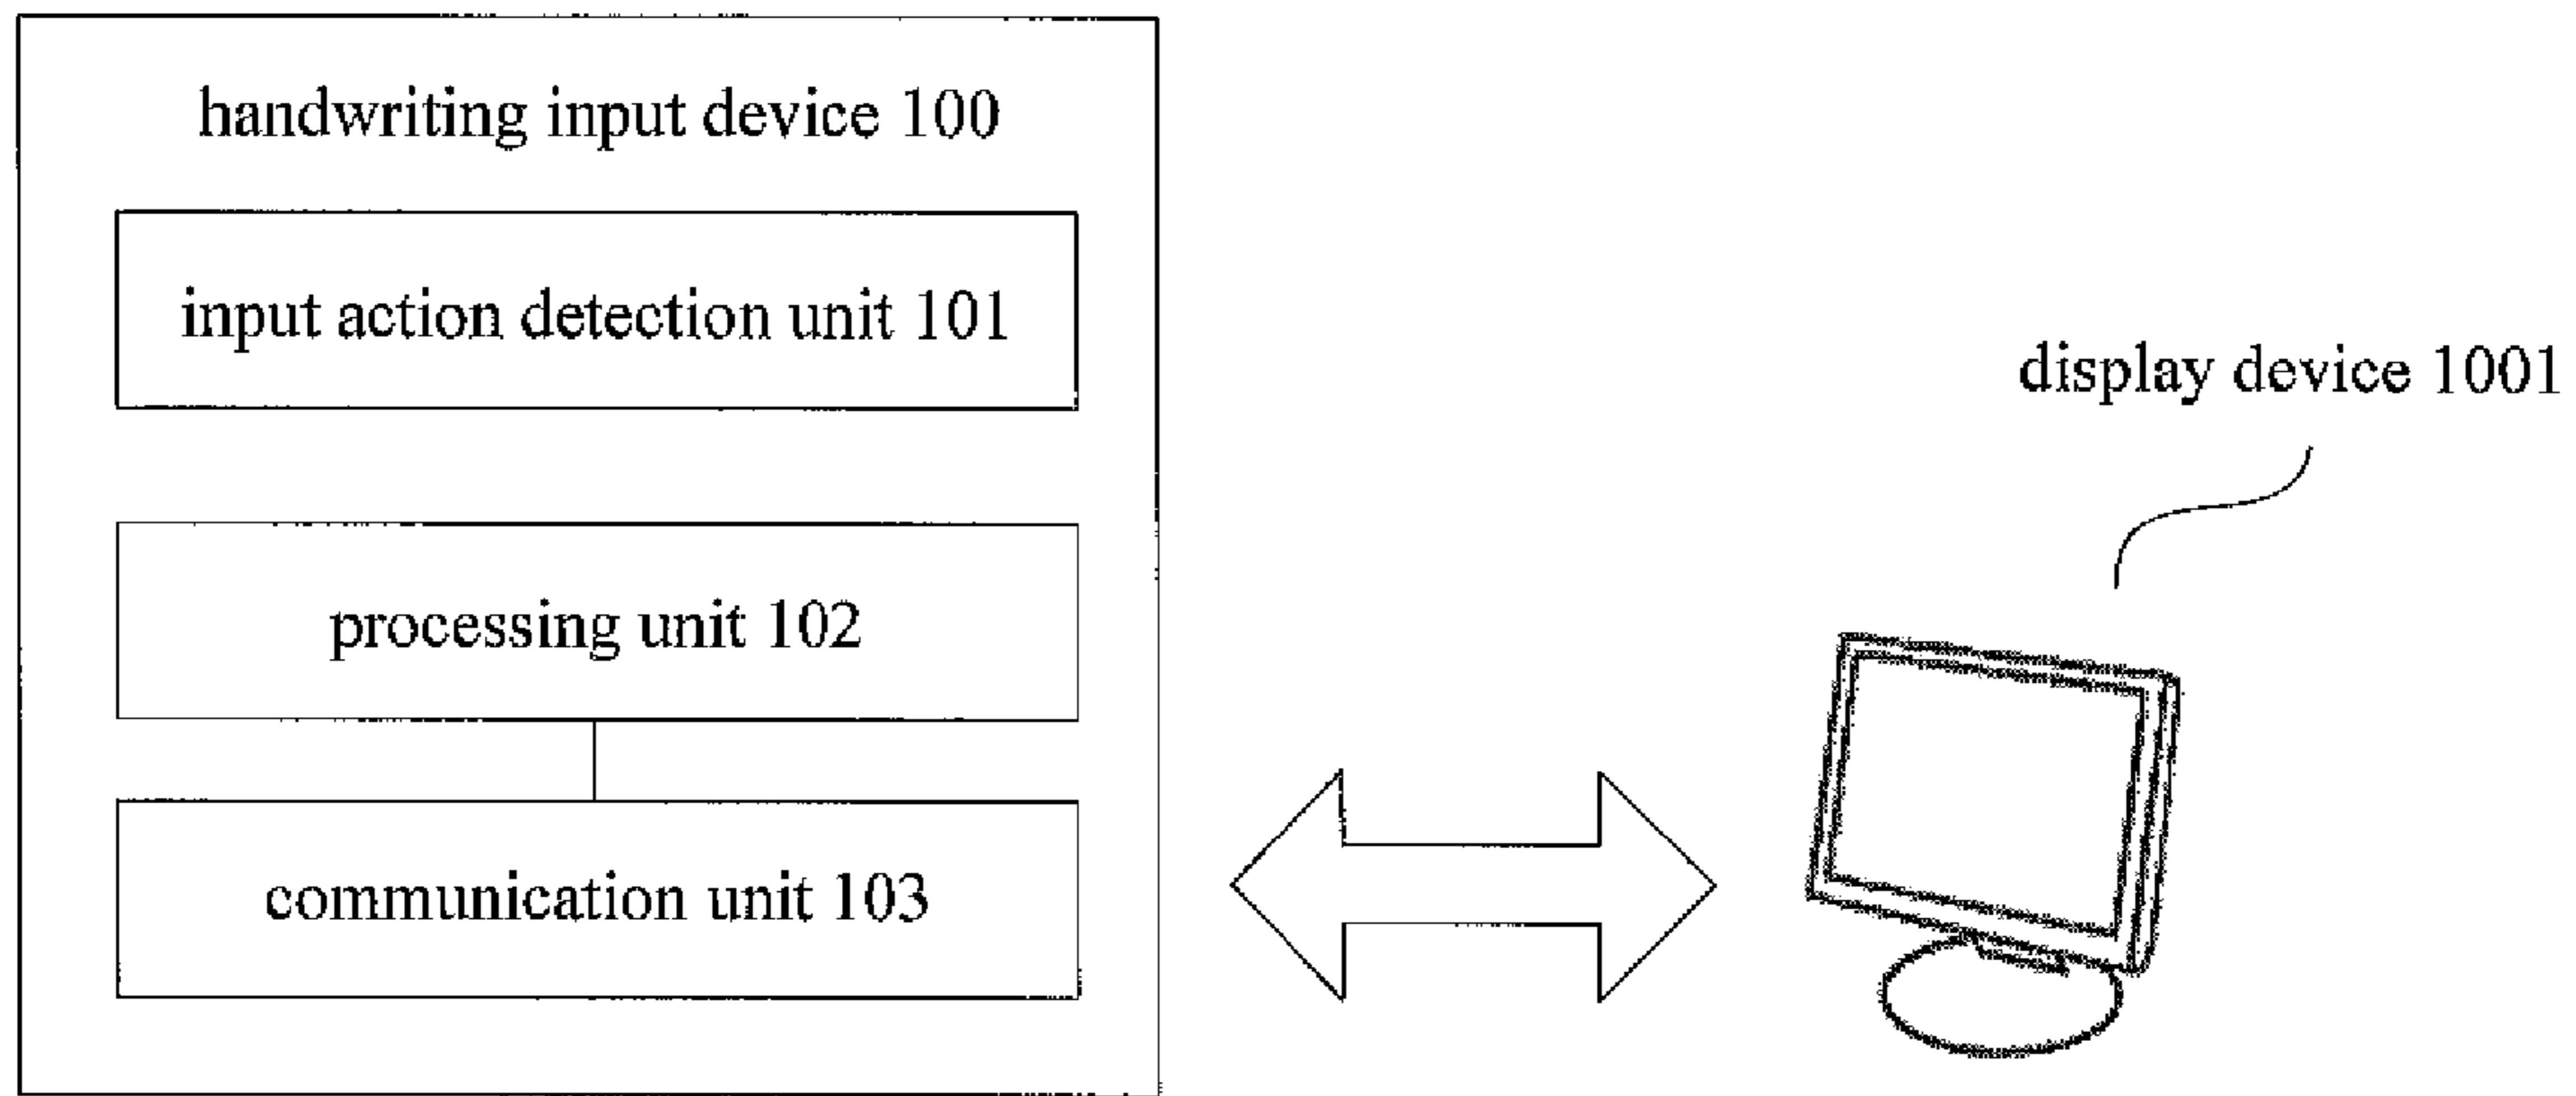 handwriting input device 100
input action detection unit 101
display device 1001
processing unit 102
communication unit 103